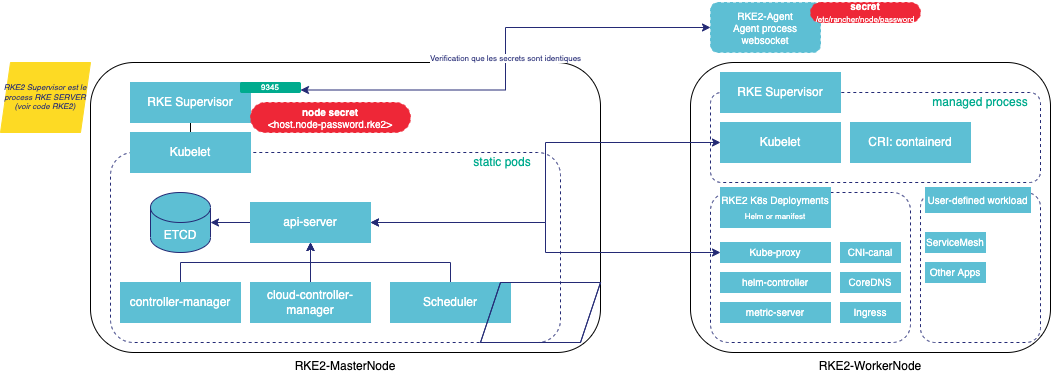 RKE2-Agent
Agent process
websocket
secret
/etc/rancher/node/password
Verification que les secrets sont identiques
RKE2 Supervisor est le
process RKE SERVER
(voir code RKE2)
9345
RKE Supervisor
node secret
<host.node-password.rke2>
Kubelet
static pods
ETCD
api-server
controller-manager
cloud-controller-
manager
Scheduler
RKE2-MasterNode
RKE Supervisor
managed process
Kubelet
CRI: containerd
RKE2 K8s Deployments
Helm or manifest
User-defined workload
Kube-proxy
CNI-canal
ServiceMesh
helm-controller
CoreDNS
Other Apps
metric-server
Ingress
RKE2-WorkerNode